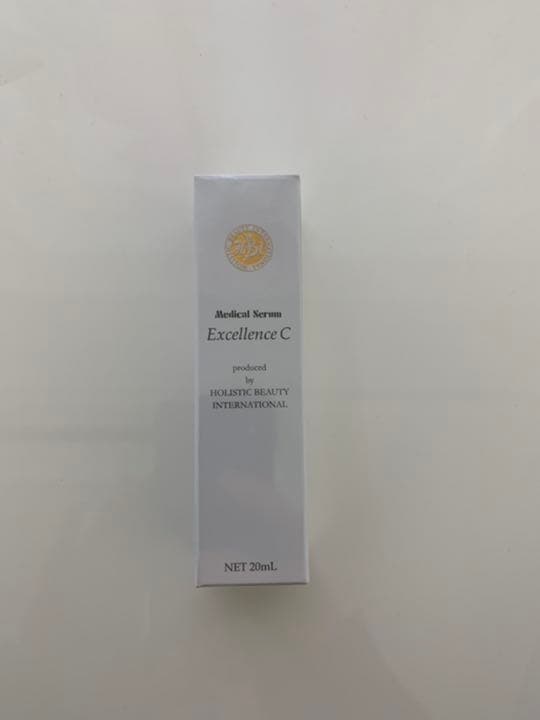 Medical Serum
Excellence C
produced
by
HOLISTIC BEAUTY
INTERNATIONAL
NET 20mL